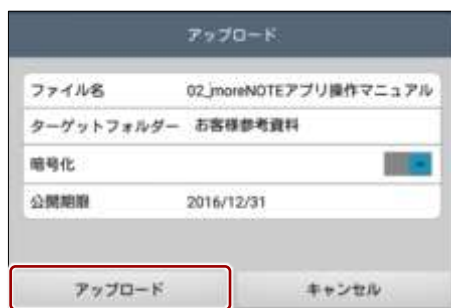 アップロード
ファイル名 02_jmoreNOTEアプリ操作マニュアル
ターゲットフォルダー お客様参考資料
暗号化
公開期限 2016/12/31
アップロード キャンセル